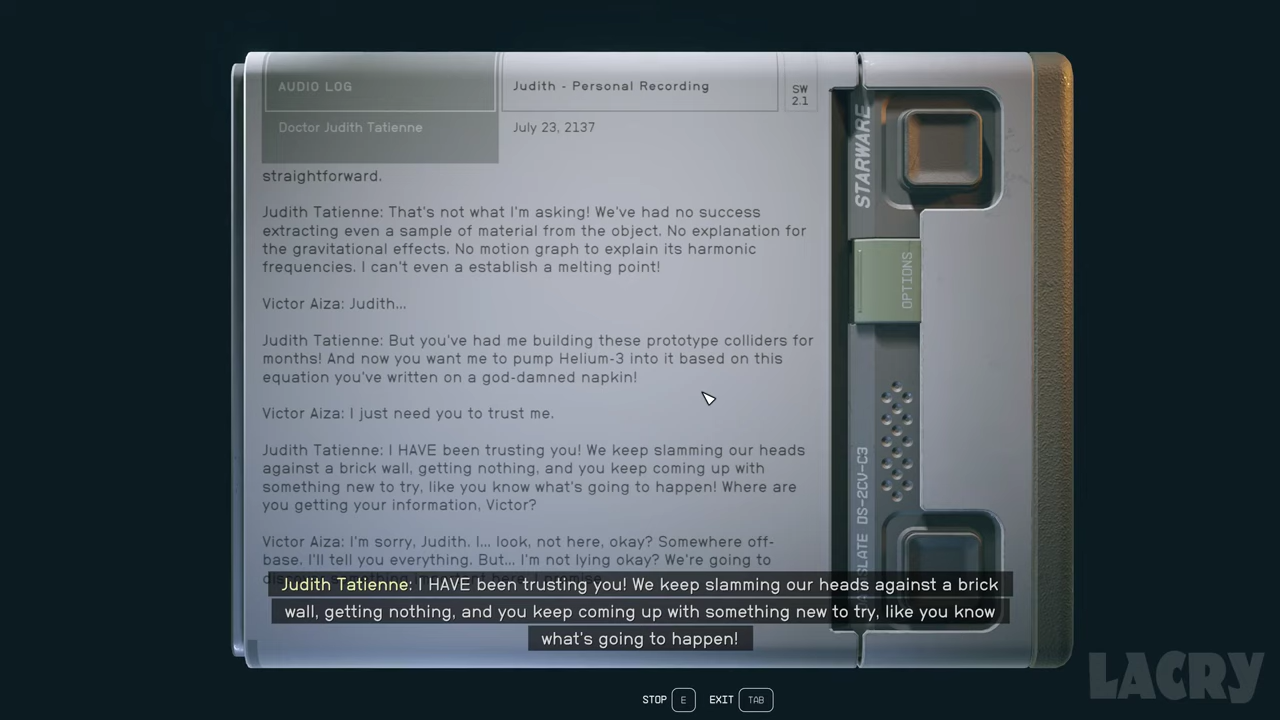 AUDIO LOG
Judith - Personal Recording
SW
2.1
Doctor Judith Tatienne
July 23, 2137
straightforward.
Judith Tatienne: That's not what I'm asking! We've had no success
extracting even a sample of material from the object. No explanation for
the gravitational effects. No motion graph to explain its harmonic
frequencies. I can't even a establish a melting point!
Victor Aiza: Judith...
Judith Tatienne: But you've had me building these prototype colliders for
months! And now you want me to pump Helium-3 into it based on this
equation you've written on a god-damned napkin!
Victor Aiza: I just need you to trust me.
Judith Tatienne: I HAVE been trusting you! We keep slamming our heads
against a brick wall, getting nothing, and you keep coming up with
something new to try, like you know what's going to happen! Where are
you getting your information, Victor?
Victor Aiza: I'm sorry, Judith. I... look, not here, okay? Somewhere off-
base. I'll tell you everything. But... I'm not lying okay? We're going to
STARWARE
OPTIONS
SLATE DS-2CV-C3
Judith Tatienne: I HAVE been trusting you! We keep slamming our heads against a brick
wall, getting nothing, and you keep coming up with something new to try, like you know
what's going to happen!
STOP E EXIT TAB
LACRY